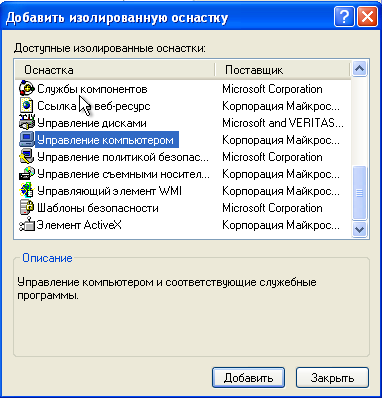 Добавить изолированную оснастку
Доступные изолированные оснастки:
Оснастка Поставщик
Службы компонентов Microsoft Corporation
Ссылка на веб-ресурс Корпорация Майкрос...
Управление дисками Microsoft and VERITAS...
Управление компьютером Корпорация Майкрос...
Управление политикой безопас... Microsoft Corporation
Управление съемными носител... Корпорация Майкрос...
Управляющий элемент WMI Корпорация Майкрос...
Шаблоны безопасности Microsoft Corporation
Элемент ActiveX Корпорация Майкрос...
Описание
Управление компьютером и соответствующие служебные
программы.
Добавить Закрыть